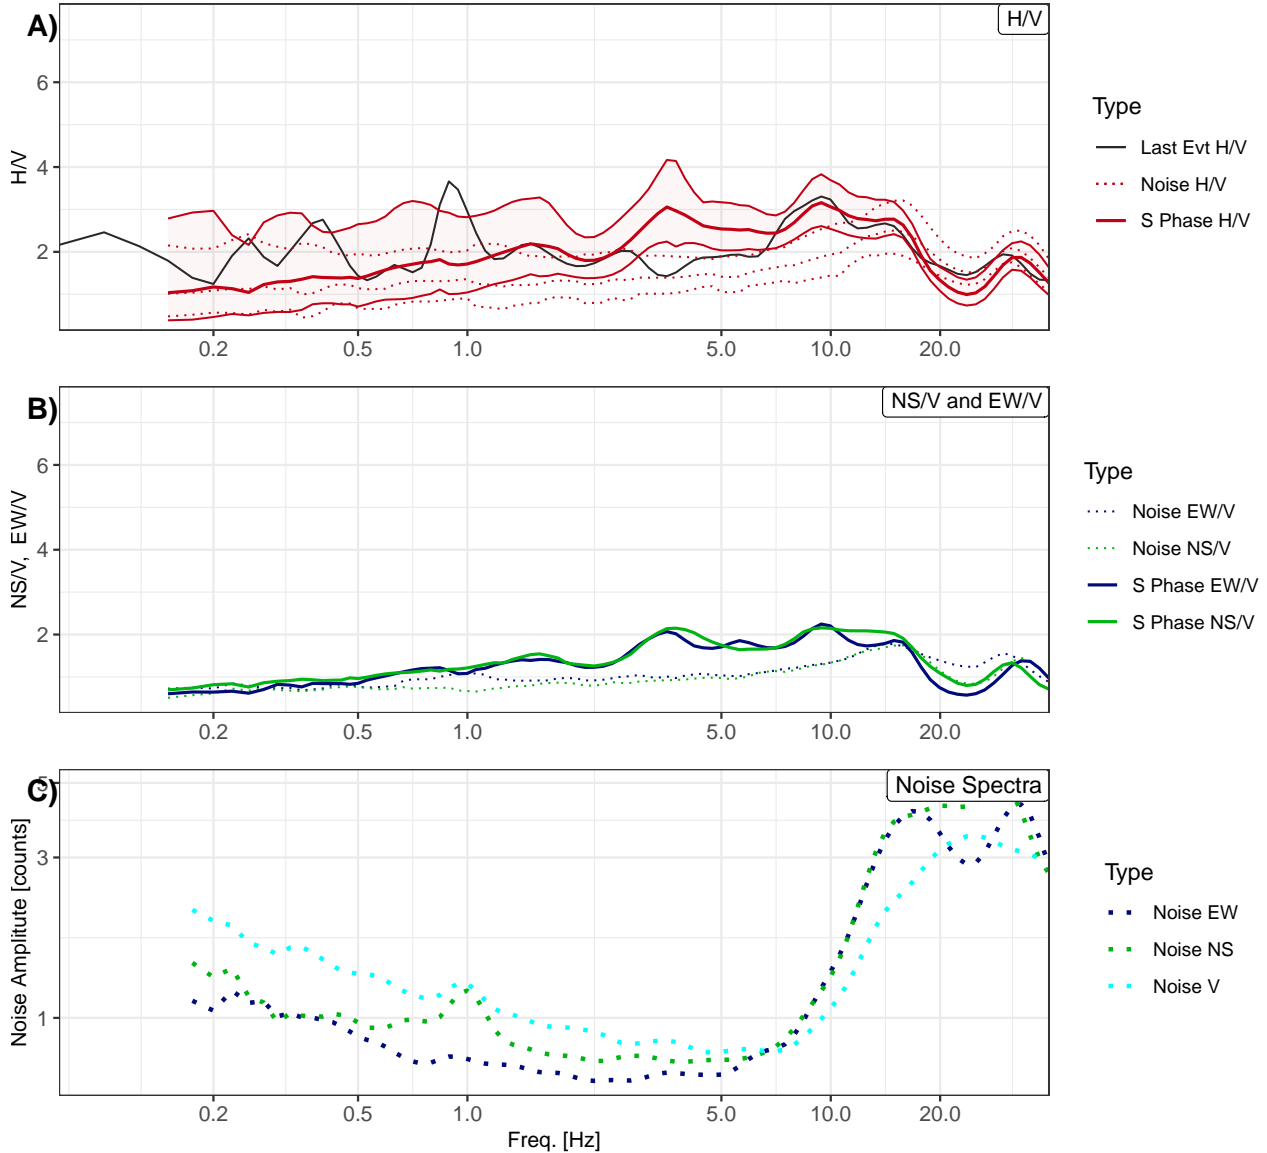 A)
H/V
6
4
2
H/V
0.2 0.5 1.0 5.0 10.0 20.0
Type
Last Evt H/V
Noise H/V
S Phase H/V
B)
NS/V and EW/V
6
4
2
NS/V, EW/V
0.2 0.5 1.0 5.0 10.0 20.0
Type
Noise EW/V
Noise NS/V
S Phase EW/V
S Phase NS/V
C)
Noise Spectra
5
3
1
Noise Amplitude [counts]
0.2 0.5 1.0 5.0 10.0 20.0
Freq. [Hz]
Type
Noise EW
Noise NS
Noise V